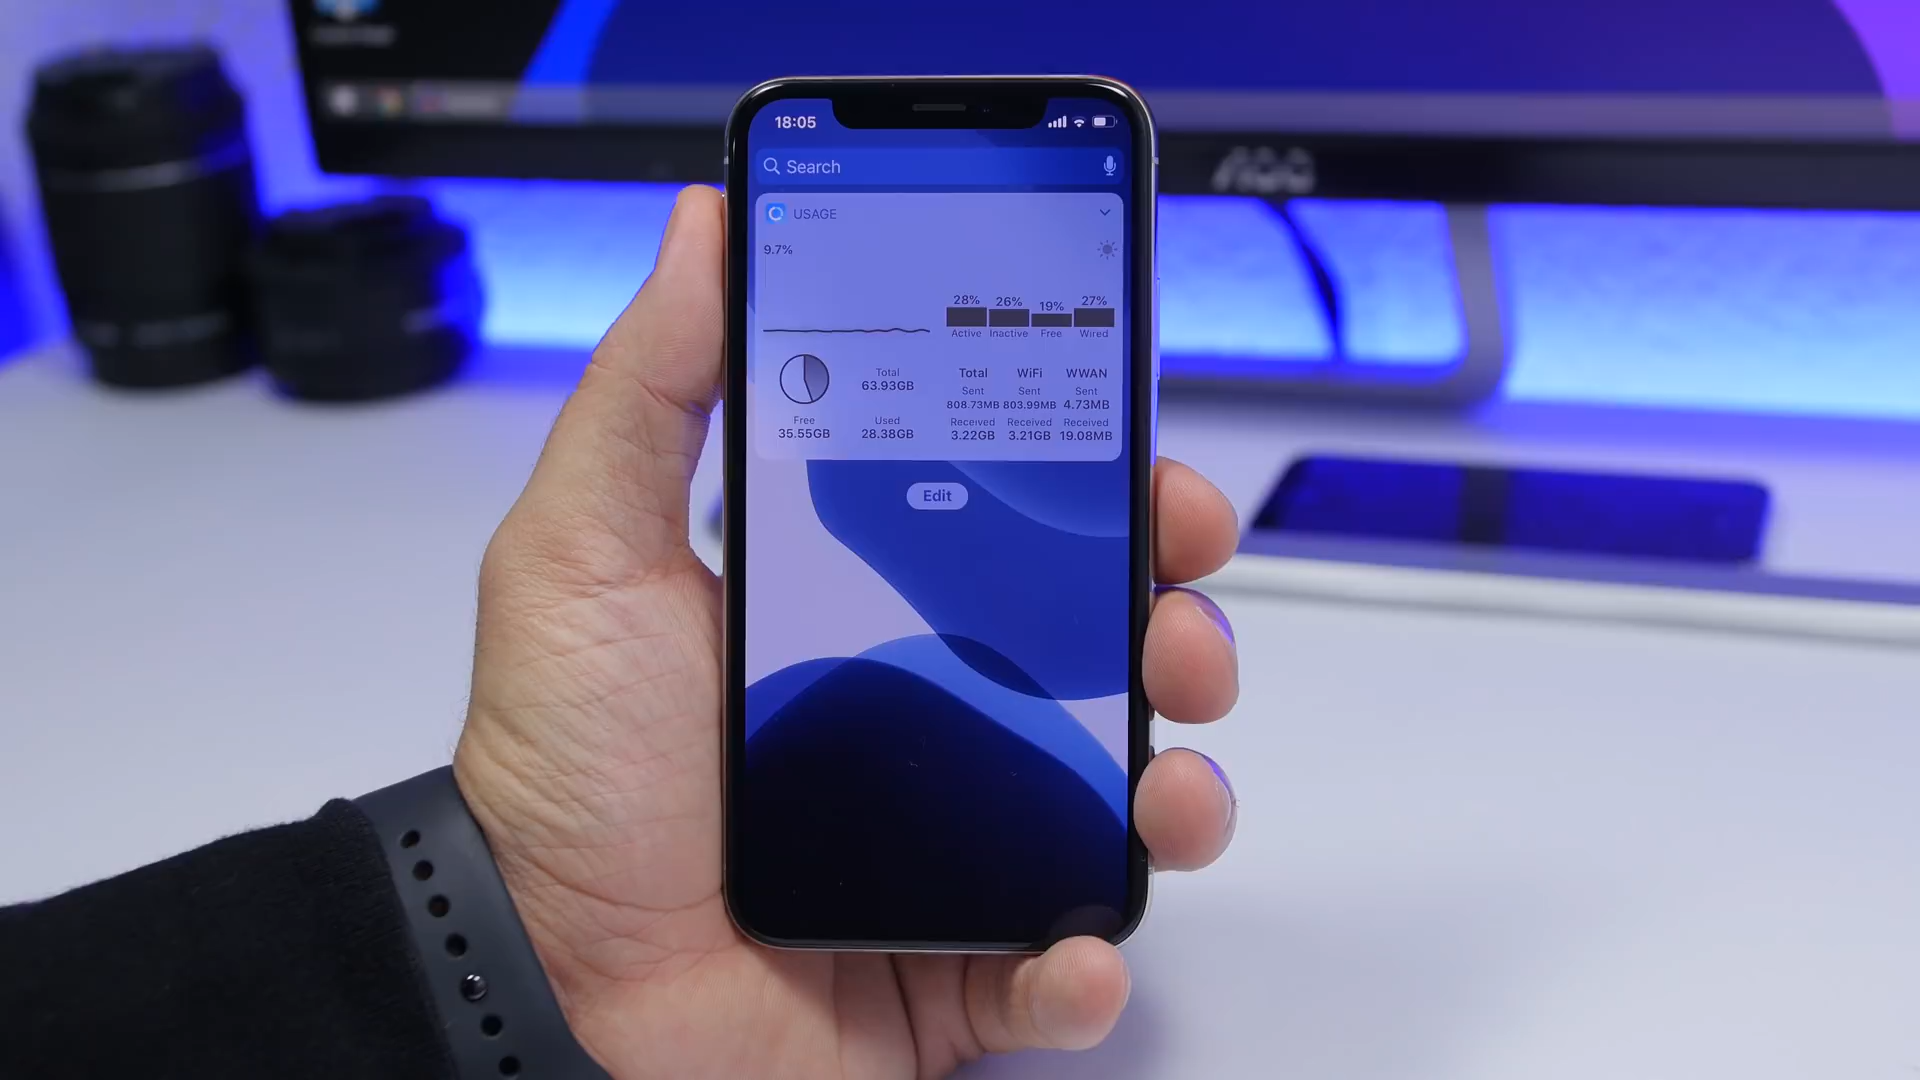 18:05
Search
USAGE
9.7%
28% 26% 19% 27%
Active Inactive Free Wired
Total
63.93GB
Free
35.55GB
Used
28.38GB
Total WiFi WWAN
Sent Sent Sent
808.73MB 803.99MB 4.73MB
Received Received Received
3.22GB 3.21GB 19.08MB
Edit
AOC